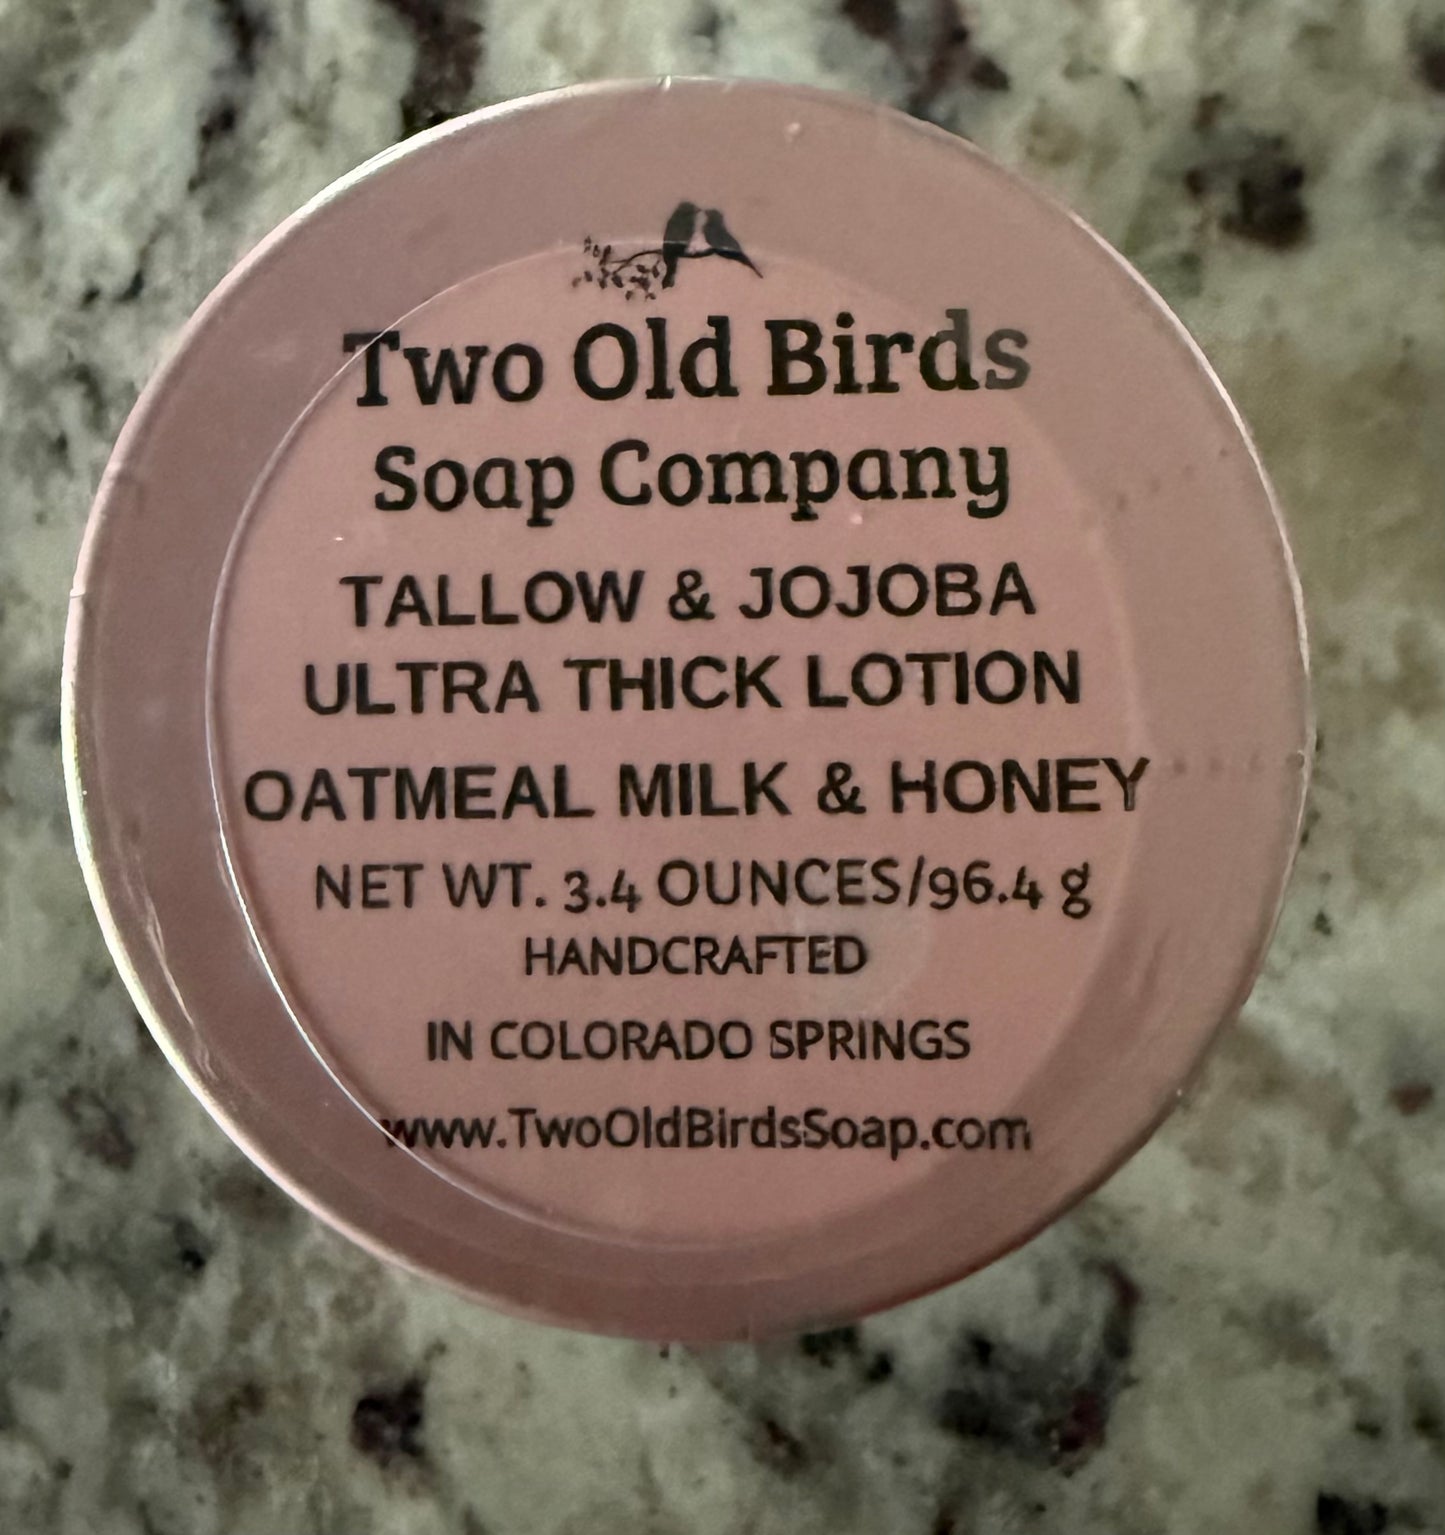 Two Old Birds
Soap Company
TALLOW & JOJOBA
ULTRA THICK LOTION
OATMEAL MILK & HONEY
NET WT. 3.4 OUNCES/96.4 g
HANDCRAFTED
IN COLORADO SPRINGS
www.TwoOldBirdsSoap.com